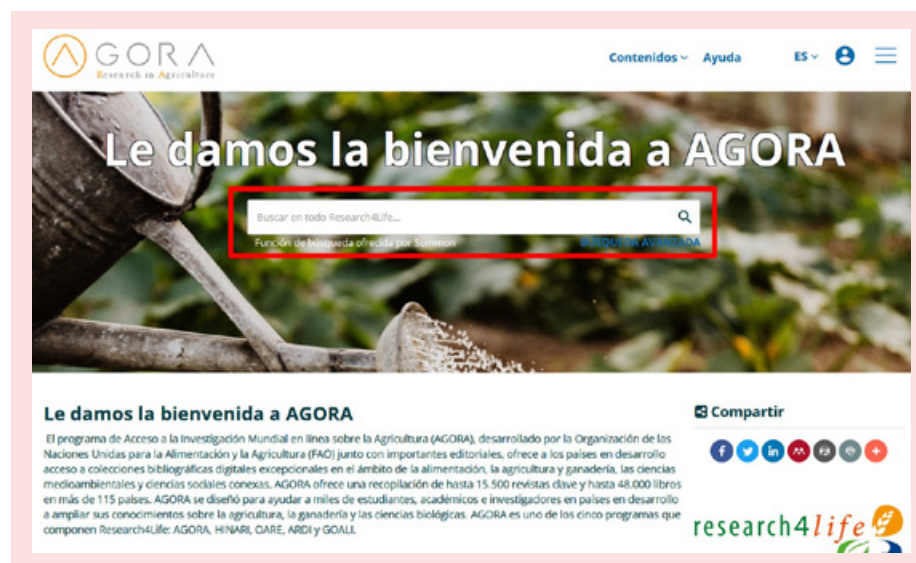 AGORA
Research in Agriculture
Contenidos Ayuda ES
Le damos la bienvenida a AGORA
Buscar en todo Research4Life...
Función de búsqueda ofrecida por Summon
BÚSQUEDA AVANZADA
Le damos la bienvenida a AGORA
El programa de Acceso a la Investigación Mundial en línea sobre la Agricultura (AGORA), desarrollado por la Organización de las
Naciones Unidas para la Alimentación y la Agricultura (FAO) junto con importantes editoriales, ofrece a los países en desarrollo
acceso a colecciones bibliográficas digitales excepcionales en el ámbito de la alimentación, la agricultura y ganadería, las ciencias
medioambientales y ciencias sociales conexas. AGORA ofrece una recopilación de hasta 15.500 revistas clave y hasta 48.000 libros
en más de 115 países. AGORA se diseñó para ayudar a miles de estudiantes, académicos e investigadores en países en desarrollo
a ampliar sus conocimientos sobre la agricultura, la ganadería y las ciencias biológicas. AGORA es uno de los cinco programas que
componen Research4Life: AGORA, HINARI, OARE, ARDI y GOALI.
Compartir
research4life